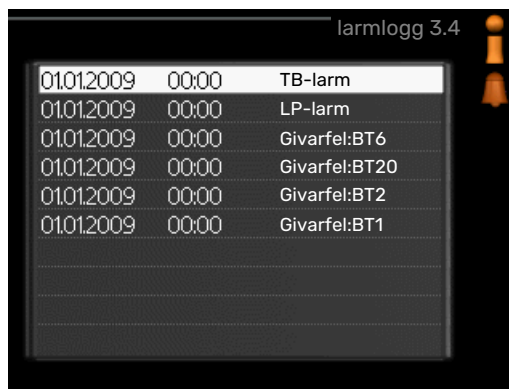 larmlogg 3.4
01.01.2009 00:00 TB-larm
01.01.2009 00:00 LP-larm
01.01.2009 00:00 Givarfel:BT6
01.01.2009 00:00 Givarfel:BT20
01.01.2009 00:00 Givarfel:BT2
01.01.2009 00:00 Givarfel:BT1